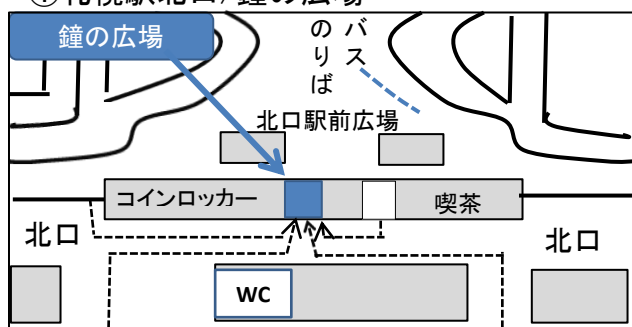 ①札幌駅北口/鐘の広場
鐘の広場
バス
のりば
北口駅前広場
コインロッカー
喫茶
北口
北口
WC